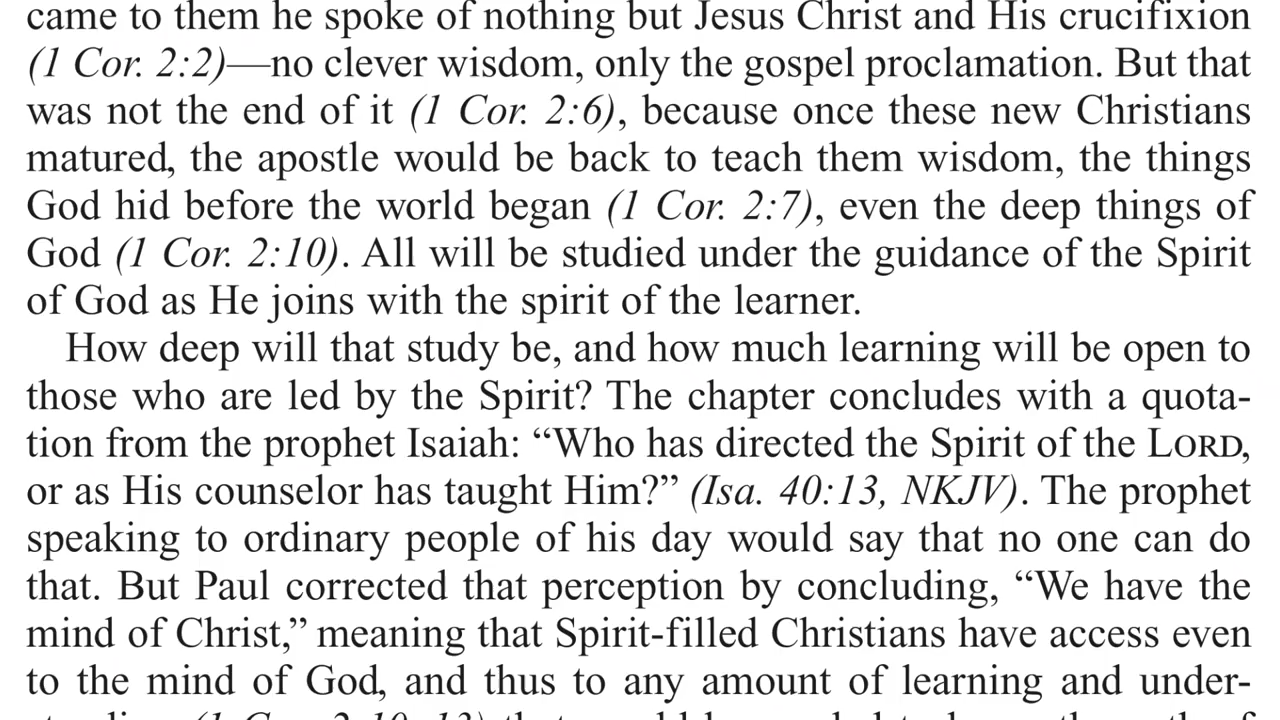 came to them he spoke of nothing but Jesus Christ and His crucifixion
(1 Cor. 2:2)—no clever wisdom, only the gospel proclamation. But that
was not the end of it (1 Cor. 2:6), because once these new Christians
matured, the apostle would be back to teach them wisdom, the things
God hid before the world began (1 Cor. 2:7), even the deep things of
God (1 Cor. 2:10). All will be studied under the guidance of the Spirit
of God as He joins with the spirit of the learner.
How deep will that study be, and how much learning will be open to
those who are led by the Spirit? The chapter concludes with a quota-
tion from the prophet Isaiah: “Who has directed the Spirit of the LORD,
or as His counselor has taught Him?” (Isa. 40:13, NKJV). The prophet
speaking to ordinary people of his day would say that no one can do
that. But Paul corrected that perception by concluding, “We have the
mind of Christ,” meaning that Spirit-filled Christians have access even
to the mind of God, and thus to any amount of learning and under-